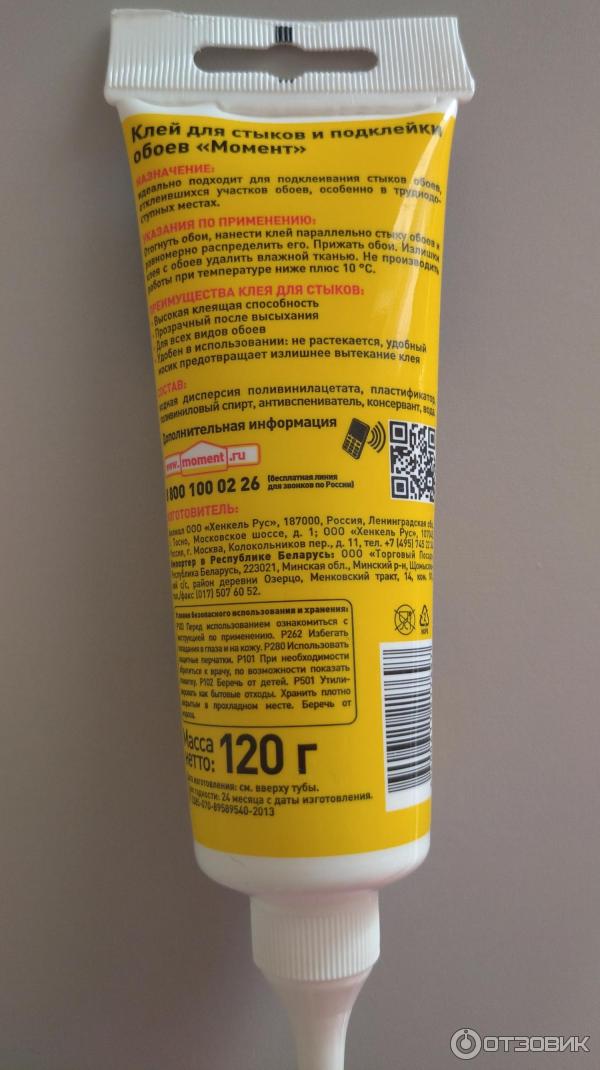 Клей для стыков и подклейки
обоев «Момент»
НАЗНАЧЕНИЕ:
идеально подходит для подклеивания стыков обоев,
отклеившихся участков обоев, особенно в труднодо-
ступных местах.
УКАЗАНИЯ ПО ПРИМЕНЕНИЮ:
Отогнуть обои, нанести клей параллельно стыку обоев и
равномерно распределить его. Прижать обои. Излишки
клея с обоев удалить влажной тканью. Не производить
работы при температуре ниже плюс 10 °C.
ПРЕИМУЩЕСТВА КЛЕЯ ДЛЯ СТЫКОВ:
- Высокая клеящая способность
- Прозрачный после высыхания
- Для всех видов обоев
- Удобен в использовании: не растекается, удобный
носик предотвращает излишнее вытекание клея
СОСТАВ:
водная дисперсия поливинилацетата, пластификатор,
поливиниловый спирт, антивспениватель, консервант, вода.
Дополнительная информация
www.moment.ru
8 800 100 02 26 (бесплатная линия
для звонков по России)
ИЗГОТОВИТЕЛЬ:
Филиал ООО «Хенкель Рус», 187000, Россия, Ленинградская
г. Тосно, Московское шоссе, д. 1; ООО «Хенкель Рус»,
Россия, г. Москва, Колокольников пер., д. 11, тел. +7 (495) 745
Импортер в Республике Беларусь: ООО «Торговый
Республика Беларусь, 223021, Минская обл., Минский р-н,
с/с, район деревни Озерцо, Менковский тракт, 14, ком.
тел./факс (017) 507 60 52.
Условия безопасного использования и хранения:
Перед использованием ознакомиться с
инструкцией по применению. P262 Избегать
попадания в глаза и на кожу. P280 Использовать
защитные перчатки. P101 При необходимости
обратиться к врачу, по возможности показать
этикетку. P102 Беречь от детей. P501 Утили-
зировать как бытовые отходы. Хранить плотно
закрытым в прохладном месте. Беречь от
мороза.
Масса
нетто: 120 г
Дата изготовления: см. вверху тубы.
Срок годности: 24 месяца с даты изготовления.
2385-070-89589540-2013
ОТЗОВИК